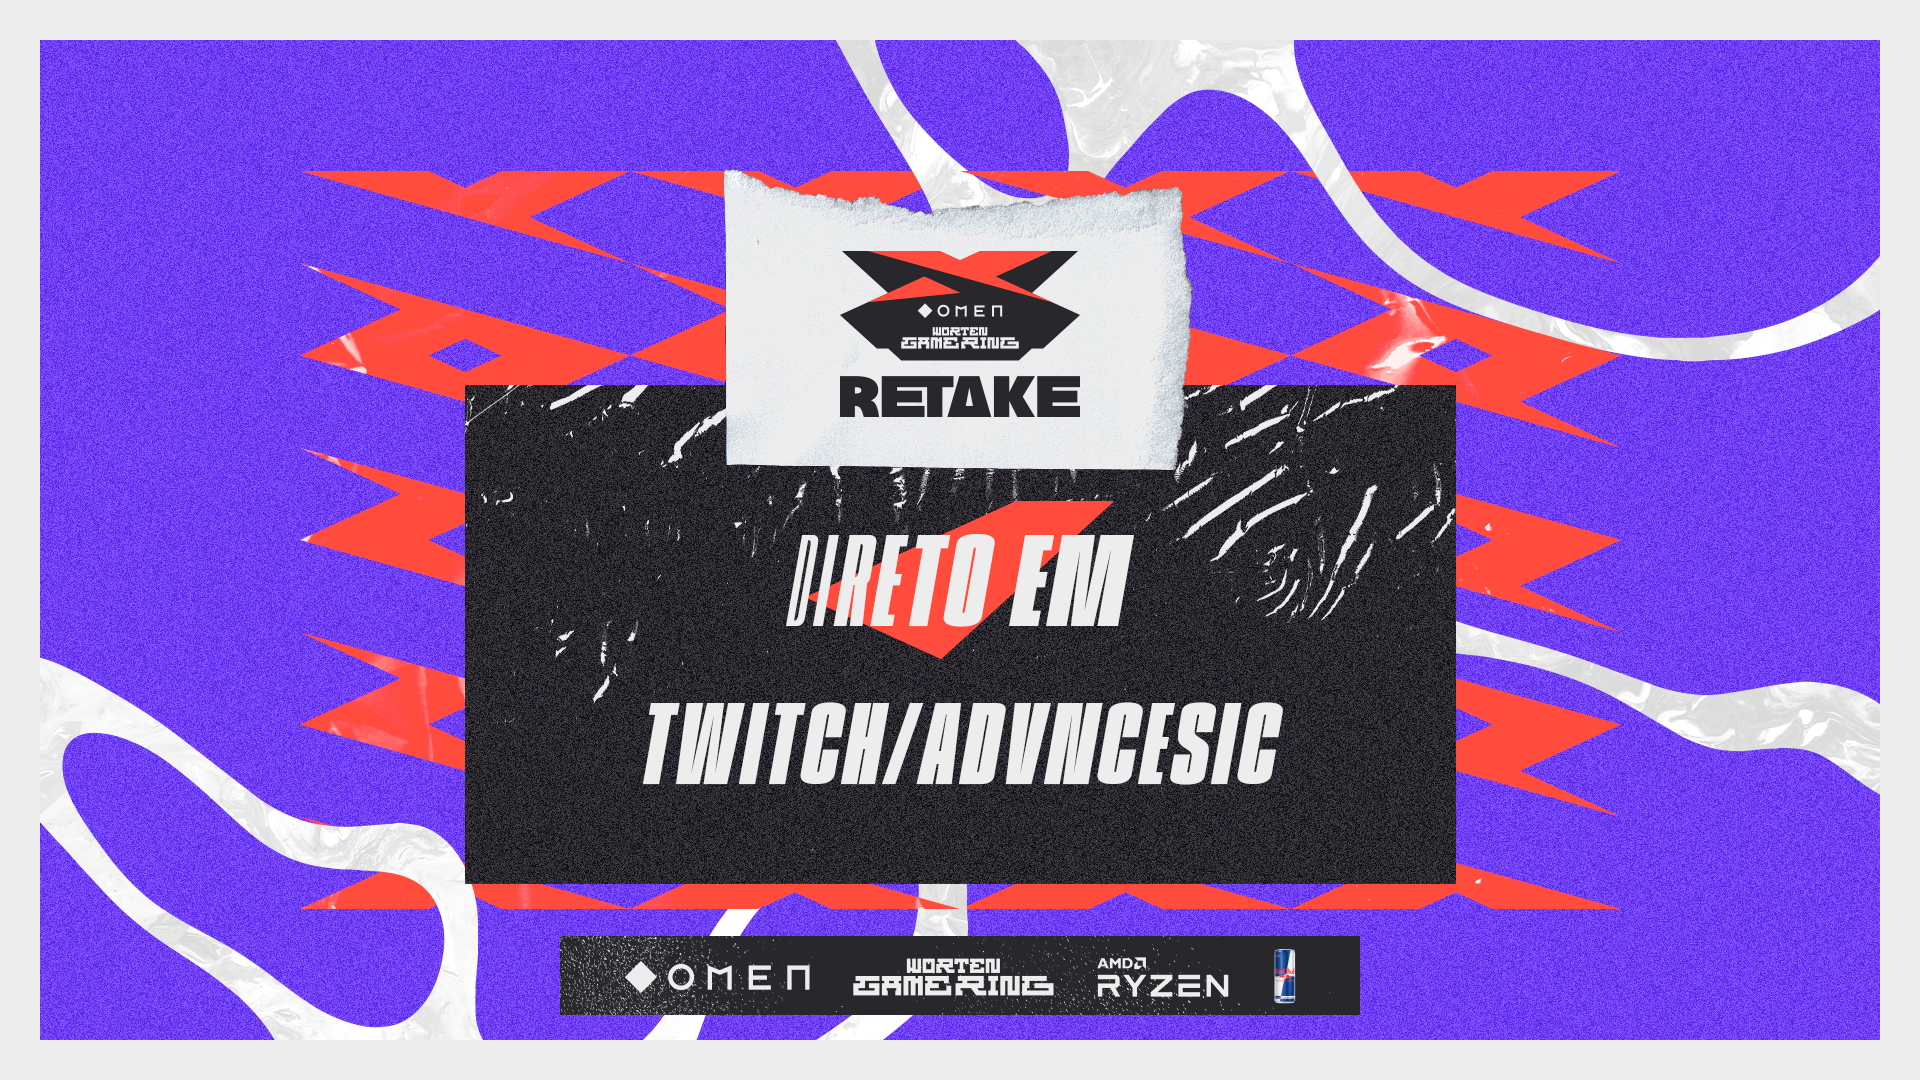 OMEN
WORTEN
GAME RING
RETAKE
DIRETO EM
TWITCH/ADVNCESIC
OMEN
WORTEN
GAME RING
AMD
RYZEN